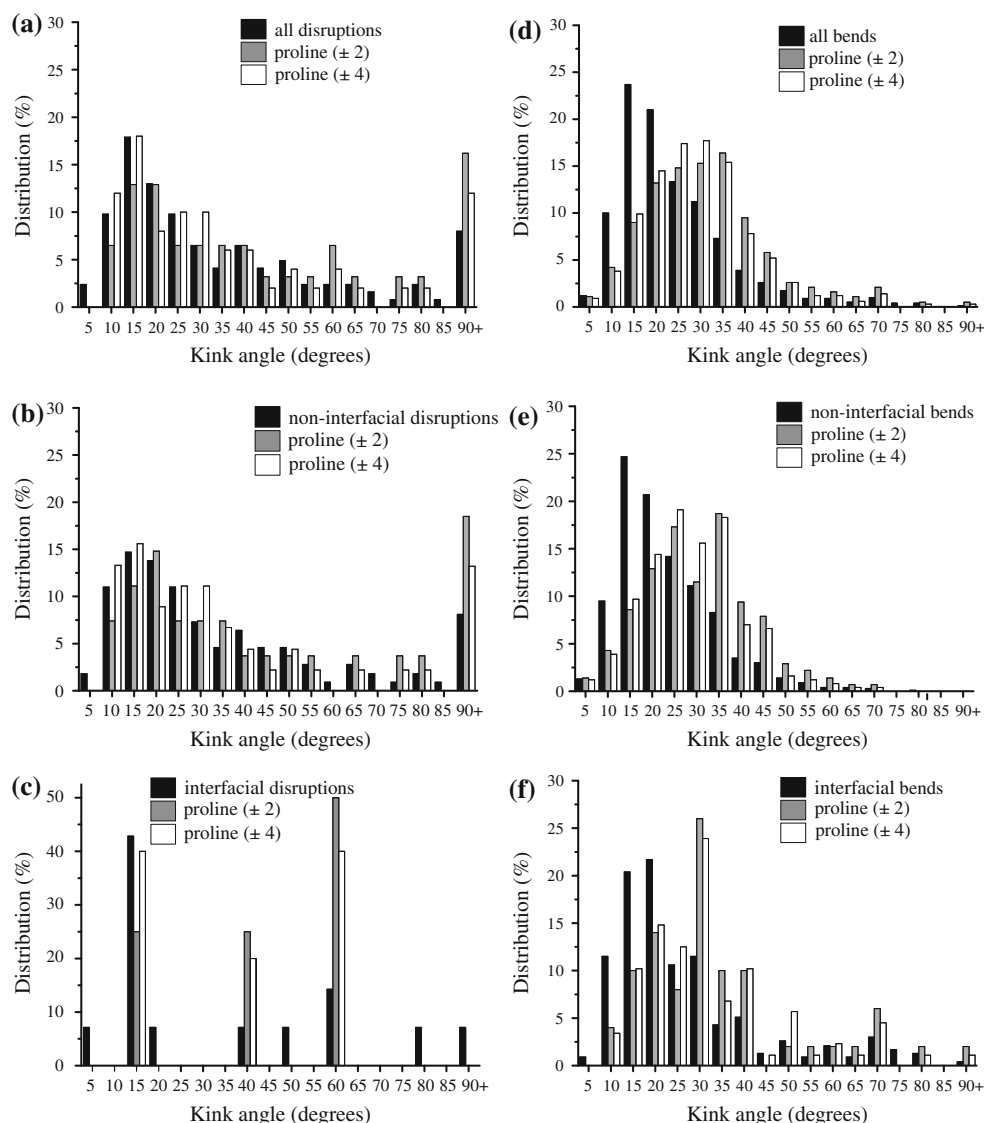 (a)
all disruptions
proline (± 2)
proline (± 4)
30
25
20
15
10
5
0
Distribution (%)
5 10 15 20 25 30 35 40 45 50 55 60 65 70 75 80 85 90+
Kink angle (degrees)
(d)
all bends
proline (± 2)
proline (± 4)
30
25
20
15
10
5
0
Distribution (%)
5 10 15 20 25 30 35 40 45 50 55 60 65 70 75 80 85 90+
Kink angle (degrees)
(b)
non-interfacial disruptions
proline (± 2)
proline (± 4)
30
25
20
15
10
5
0
Distribution (%)
5 10 15 20 25 30 35 40 45 50 55 60 65 70 75 80 85 90+
Kink angle (degrees)
(e)
non-interfacial bends
proline (± 2)
proline (± 4)
30
25
20
15
10
5
0
Distribution (%)
5 10 15 20 25 30 35 40 45 50 55 60 65 70 75 80 85 90+
Kink angle (degrees)
(c)
interfacial disruptions
proline (± 2)
proline (± 4)
50
40
30
20
10
0
Distribution (%)
5 10 15 20 25 30 35 40 45 50 55 60 65 70 75 80 85 90+
Kink angle (degrees)
(f)
interfacial bends
proline (± 2)
proline (± 4)
30
25
20
15
10
5
0
Distribution (%)
5 10 15 20 25 30 35 40 45 50 55 60 65 70 75 80 85 90+
Kink angle (degrees)